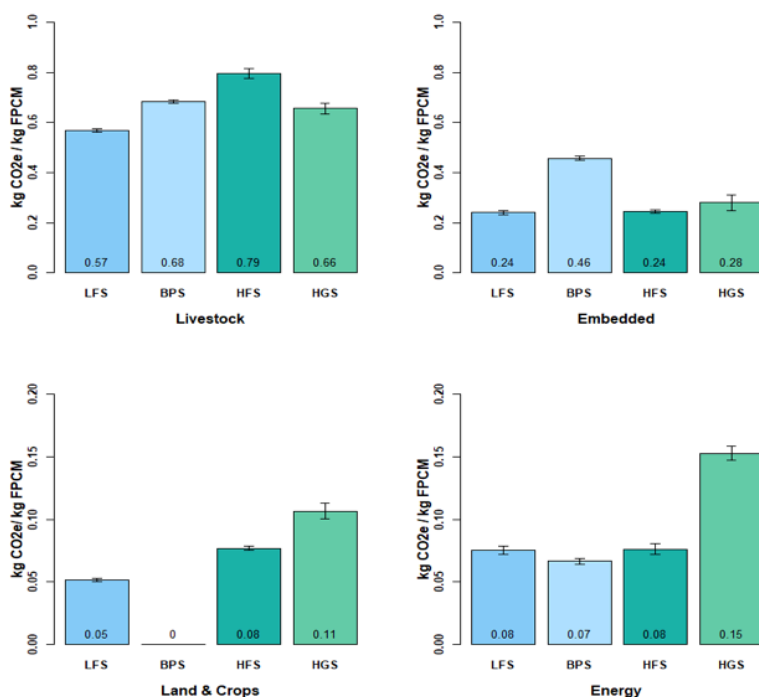 kg CO2e / kg FPCM
1.0
0.8
0.6
0.4
0.2
0.0
0.57 0.68 0.79 0.66
LFS BPS HFS HGS
Livestock
kg CO2e / kg FPCM
1.0
0.8
0.6
0.4
0.2
0.0
0.24 0.46 0.24 0.28
LFS BPS HFS HGS
Embedded
kg CO2e/ kg FPCM
0.20
0.15
0.10
0.05
0.00
0.05 0 0.08 0.11
LFS BPS HFS HGS
Land & Crops
kg CO2e / kg FPCM
0.20
0.15
0.10
0.05
0.00
0.08 0.07 0.08 0.15
LFS BPS HFS HGS
Energy